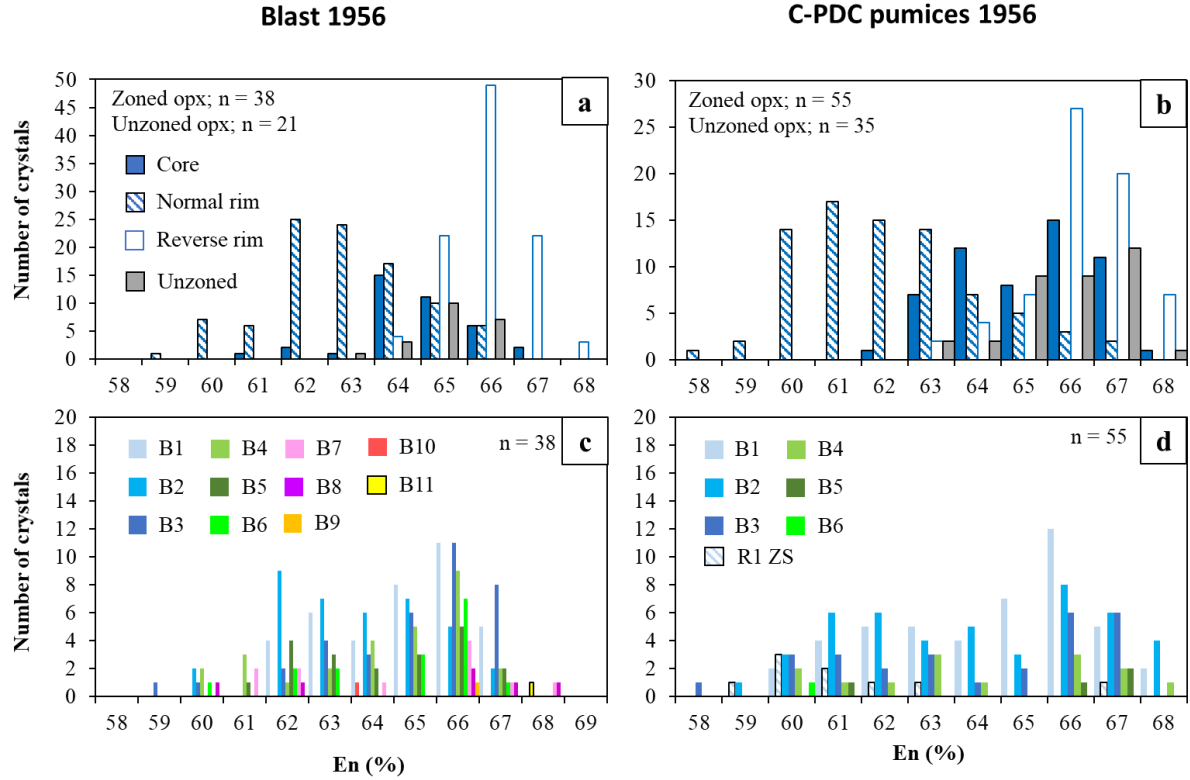 Blast 1956
C-PDC pumices 1956
Number of crystals
50
45
40
35
30
25
20
15
10
5
0
Zoned opx; n = 38
Unzoned opx; n = 21
a
Core
Normal rim
Reverse rim
Unzoned
58 59 60 61 62 63 64 65 66 67 68
30
25
20
15
10
5
0
Zoned opx; n = 55
Unzoned opx; n = 35
b
58 59 60 61 62 63 64 65 66 67 68
Number of crystals
20
18
16
14
12
10
8
6
4
2
0
n = 38
c
B1 B4 B7 B10
B2 B5 B8 B11
B3 B6 B9
58 59 60 61 62 63 64 65 66 67 68 69
En (%)
20
18
16
14
12
10
8
6
4
2
0
n = 55
d
B1 B4
B2 B5
B3 B6
R1 ZS
58 59 60 61 62 63 64 65 66 67 68
En (%)